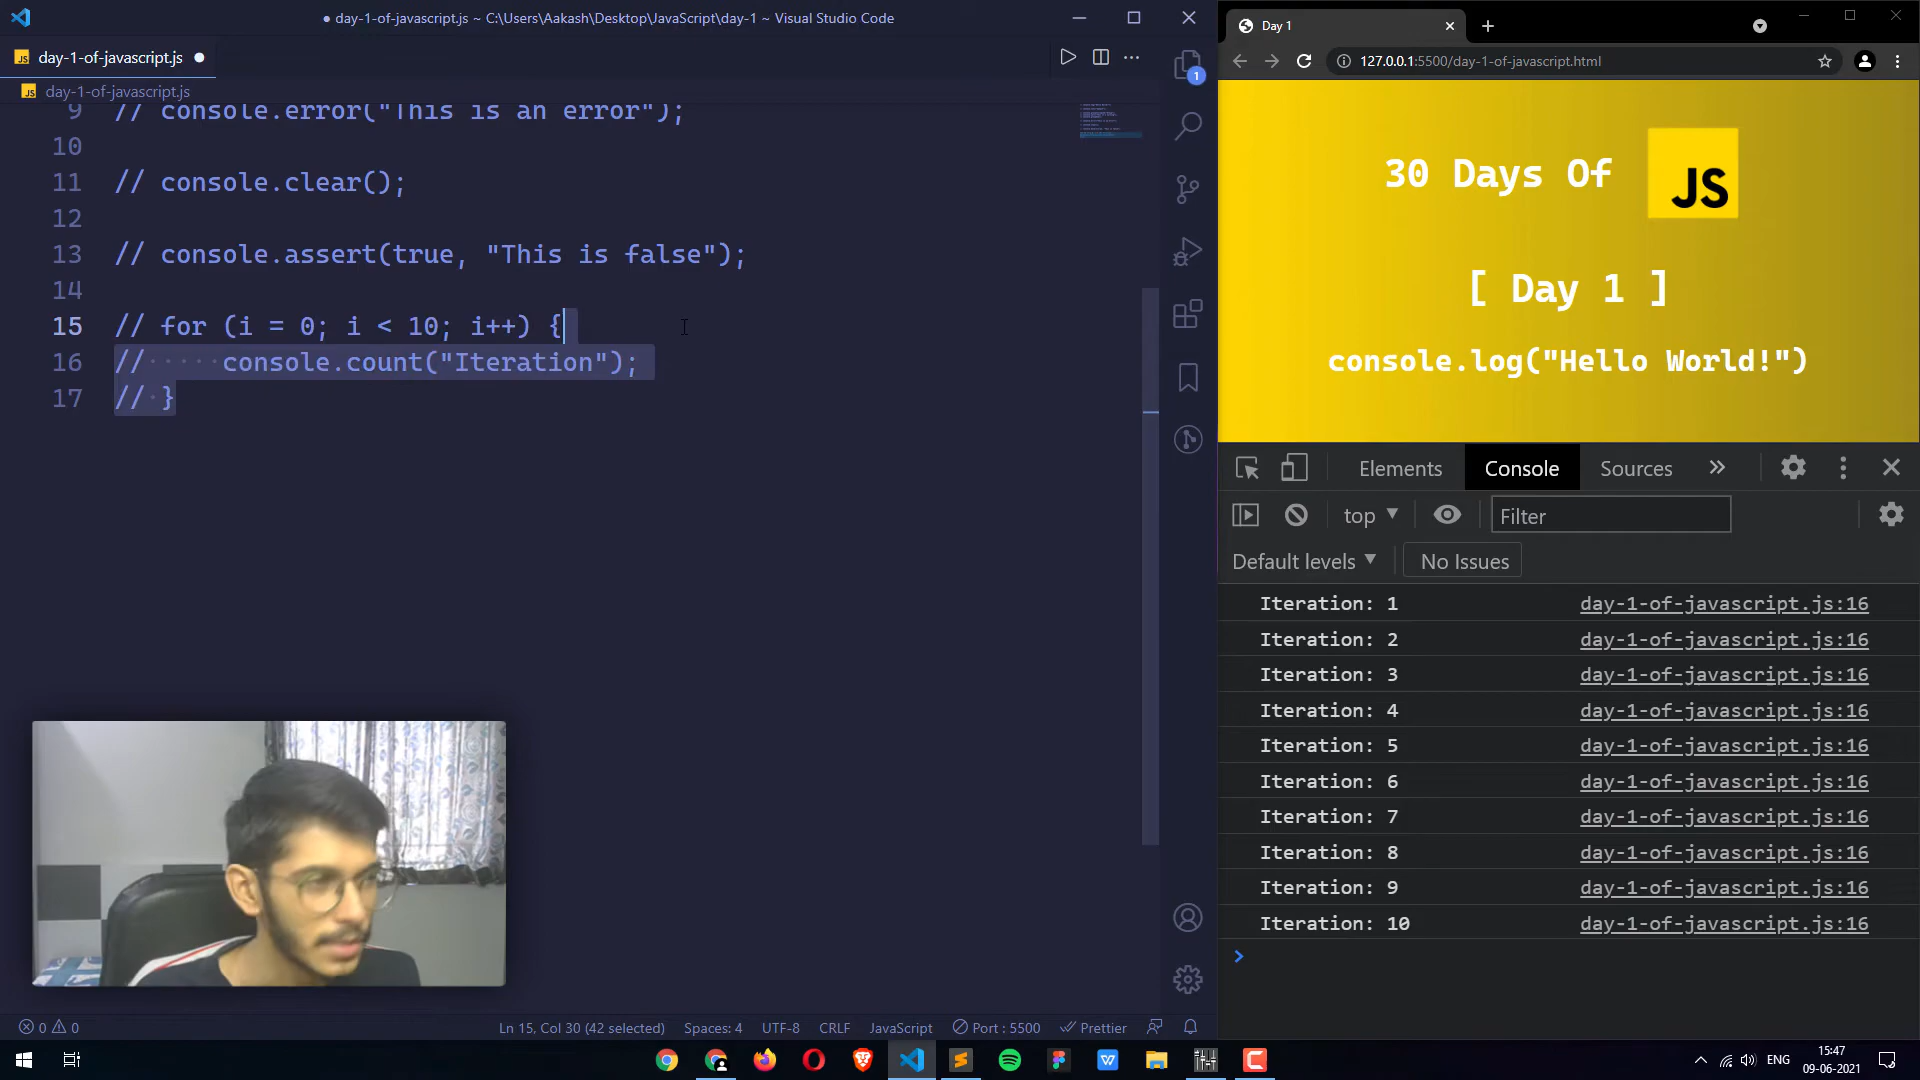 day-1-of-javascript.js ~ C:\Users\Aakash\Desktop\JavaScript\day-1 ~ Visual Studio Code
JS day-1-of-javascript.js
JS day-1-of-javascript.js
9 // console.error("This is an error");
10
11 // console.clear();
12
13 // console.assert(true, "This is false");
14
15 // for (i = 0; i < 10; i++) {
16 //     console.count("Iteration");
17 // }
1
Ln 15, Col 30 (42 selected) Spaces: 4 UTF-8 CRLF JavaScript Port : 5500 Prettier
0 0
Day 1
127.0.0.1:5500/day-1-of-javascript.html
30 Days Of JS
[ Day 1 ]
console.log("Hello World!")
Elements Console Sources
top Filter
Default levels No Issues
Iteration: 1 day-1-of-javascript.js:16
Iteration: 2 day-1-of-javascript.js:16
Iteration: 3 day-1-of-javascript.js:16
Iteration: 4 day-1-of-javascript.js:16
Iteration: 5 day-1-of-javascript.js:16
Iteration: 6 day-1-of-javascript.js:16
Iteration: 7 day-1-of-javascript.js:16
Iteration: 8 day-1-of-javascript.js:16
Iteration: 9 day-1-of-javascript.js:16
Iteration: 10 day-1-of-javascript.js:16
ENG
15:47
09-06-2021